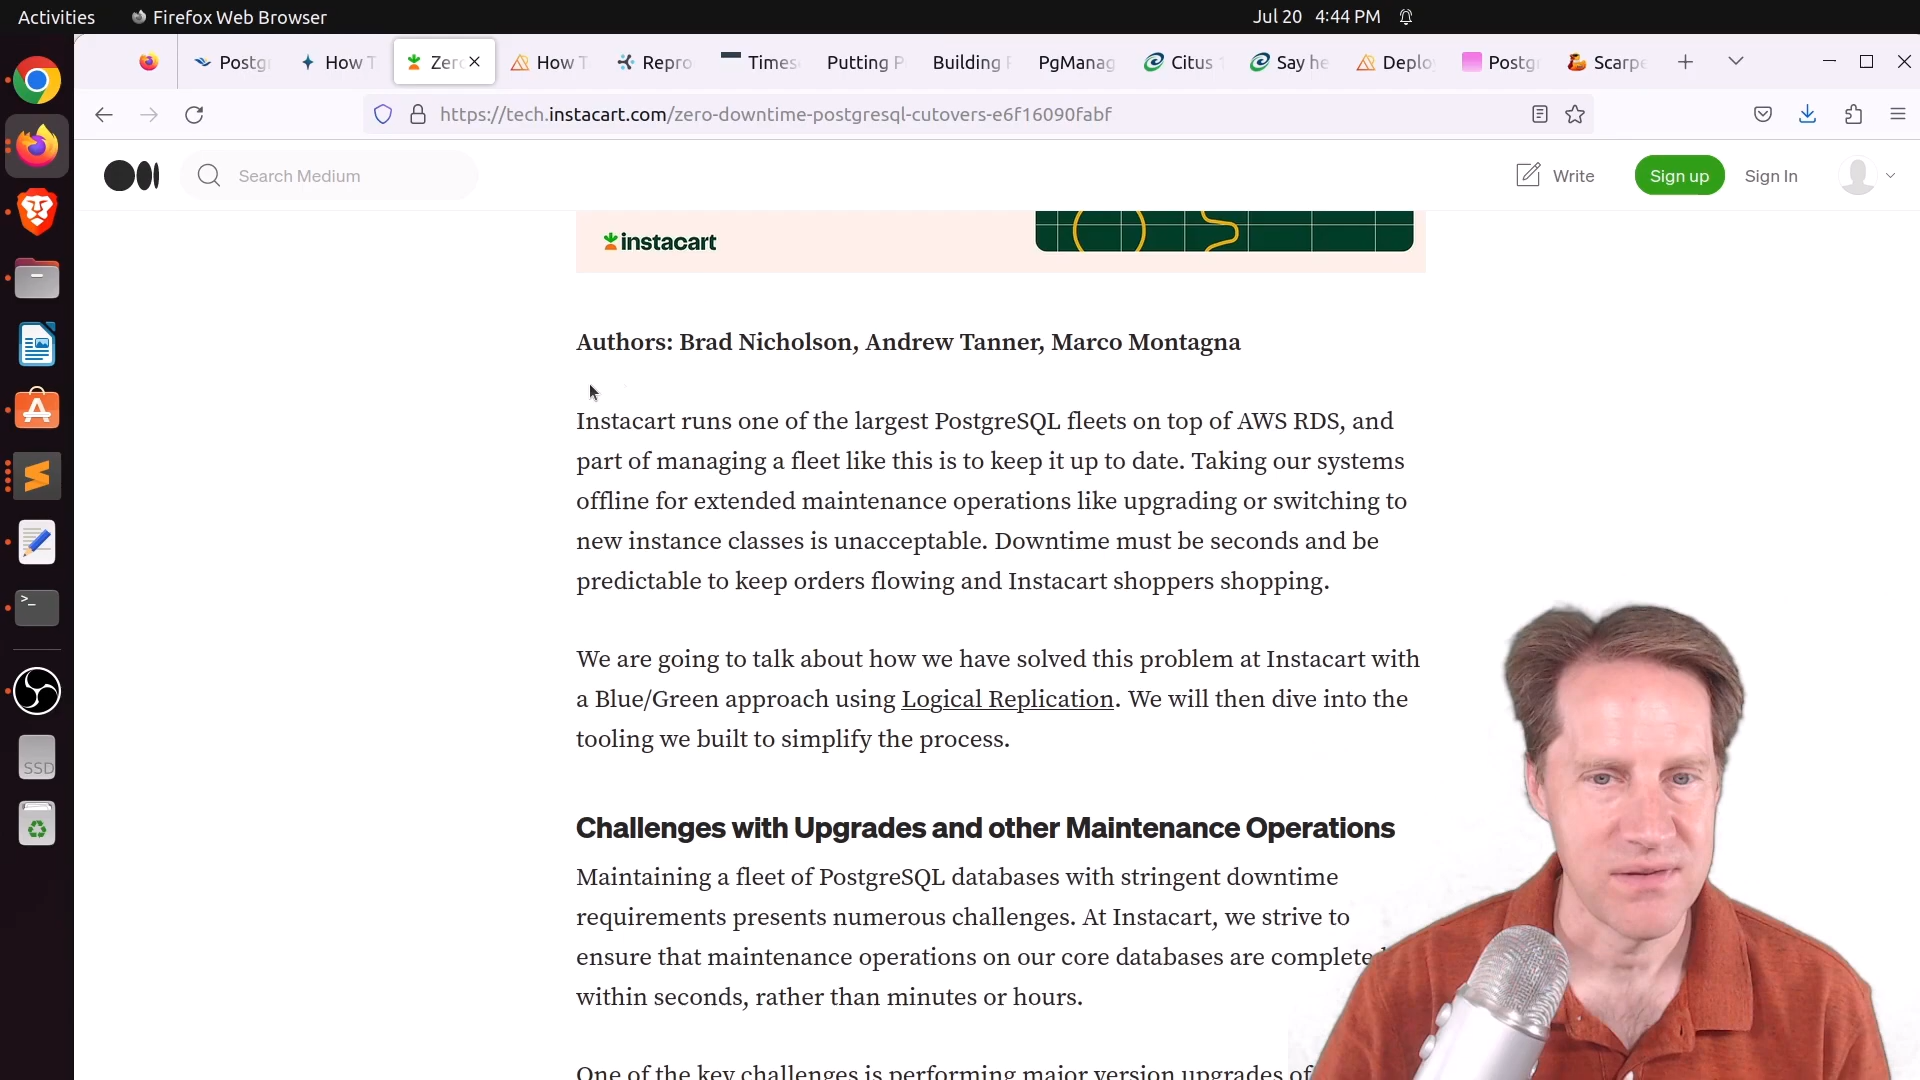 Activities
Firefox Web Browser
Jul 20 4:44 PM
Postgr
How T
Zer
How T
Repro
Times
Putting P
Building
PgManag
Citus
Say he
Deplo
Postg
Scarpe
https://tech.instacart.com/zero-downtime-postgresql-cutovers-e6f16090fabf
Search Medium
Write
Sign up
Sign In
instacart
Authors: Brad Nicholson, Andrew Tanner, Marco Montagna
Instacart runs one of the largest PostgreSQL fleets on top of AWS RDS, and
part of managing a fleet like this is to keep it up to date. Taking our systems
offline for extended maintenance operations like upgrading or switching to
new instance classes is unacceptable. Downtime must be seconds and be
predictable to keep orders flowing and Instacart shoppers shopping.
We are going to talk about how we have solved this problem at Instacart with
a Blue/Green approach using Logical Replication. We will then dive into the
tooling we built to simplify the process.
Challenges with Upgrades and other Maintenance Operations
Maintaining a fleet of PostgreSQL databases with stringent downtime
requirements presents numerous challenges. At Instacart, we strive to
ensure that maintenance operations on our core databases are complete
within seconds, rather than minutes or hours.
One of the key challenges is performing major version upgrades of
SSD